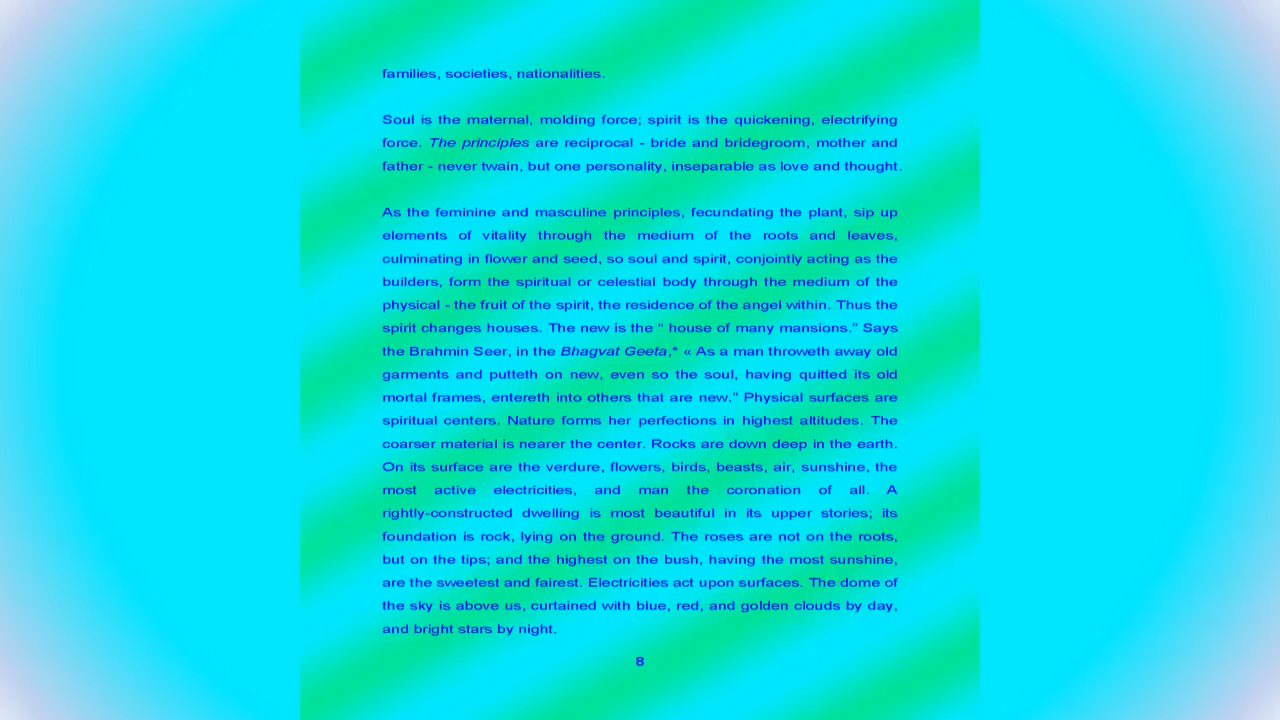 families, societies, nationalities.
Soul is the maternal, molding force; spirit is the quickening, electrifying
force. The principles are reciprocal - bride and bridegroom, mother and
father - never twain, but one personality, inseparable as love and thought.
As the feminine and masculine principles, fecundating the plant, sip up
elements of vitality through the medium of the roots and leaves,
culminating in flower and seed, so soul and spirit, conjointly acting as the
builders, form the spiritual or celestial body through the medium of the
physical - the fruit of the spirit, the residence of the angel within. Thus the
spirit changes houses. The new is the “ house of many mansions.” Says
the Brahmin Seer, in the Bhagvat Geeta,* « As a man throweth away old
garments and putteth on new, even so the soul, having quitted its old
mortal frames, entereth into others that are new.” Physical surfaces are
spiritual centers. Nature forms her perfections in highest altitudes. The
coarser material is nearer the center. Rocks are down deep in the earth.
On its surface are the verdure, flowers, birds, beasts, air, sunshine, the
most active electricities, and man the coronation of all. A
rightly-constructed dwelling is most beautiful in its upper stories; its
foundation is rock, lying on the ground. The roses are not on the roots,
but on the tips; and the highest on the bush, having the most sunshine,
are the sweetest and fairest. Electricities act upon surfaces. The dome of
the sky is above us, curtained with blue, red, and golden clouds by day,
and bright stars by night.
8